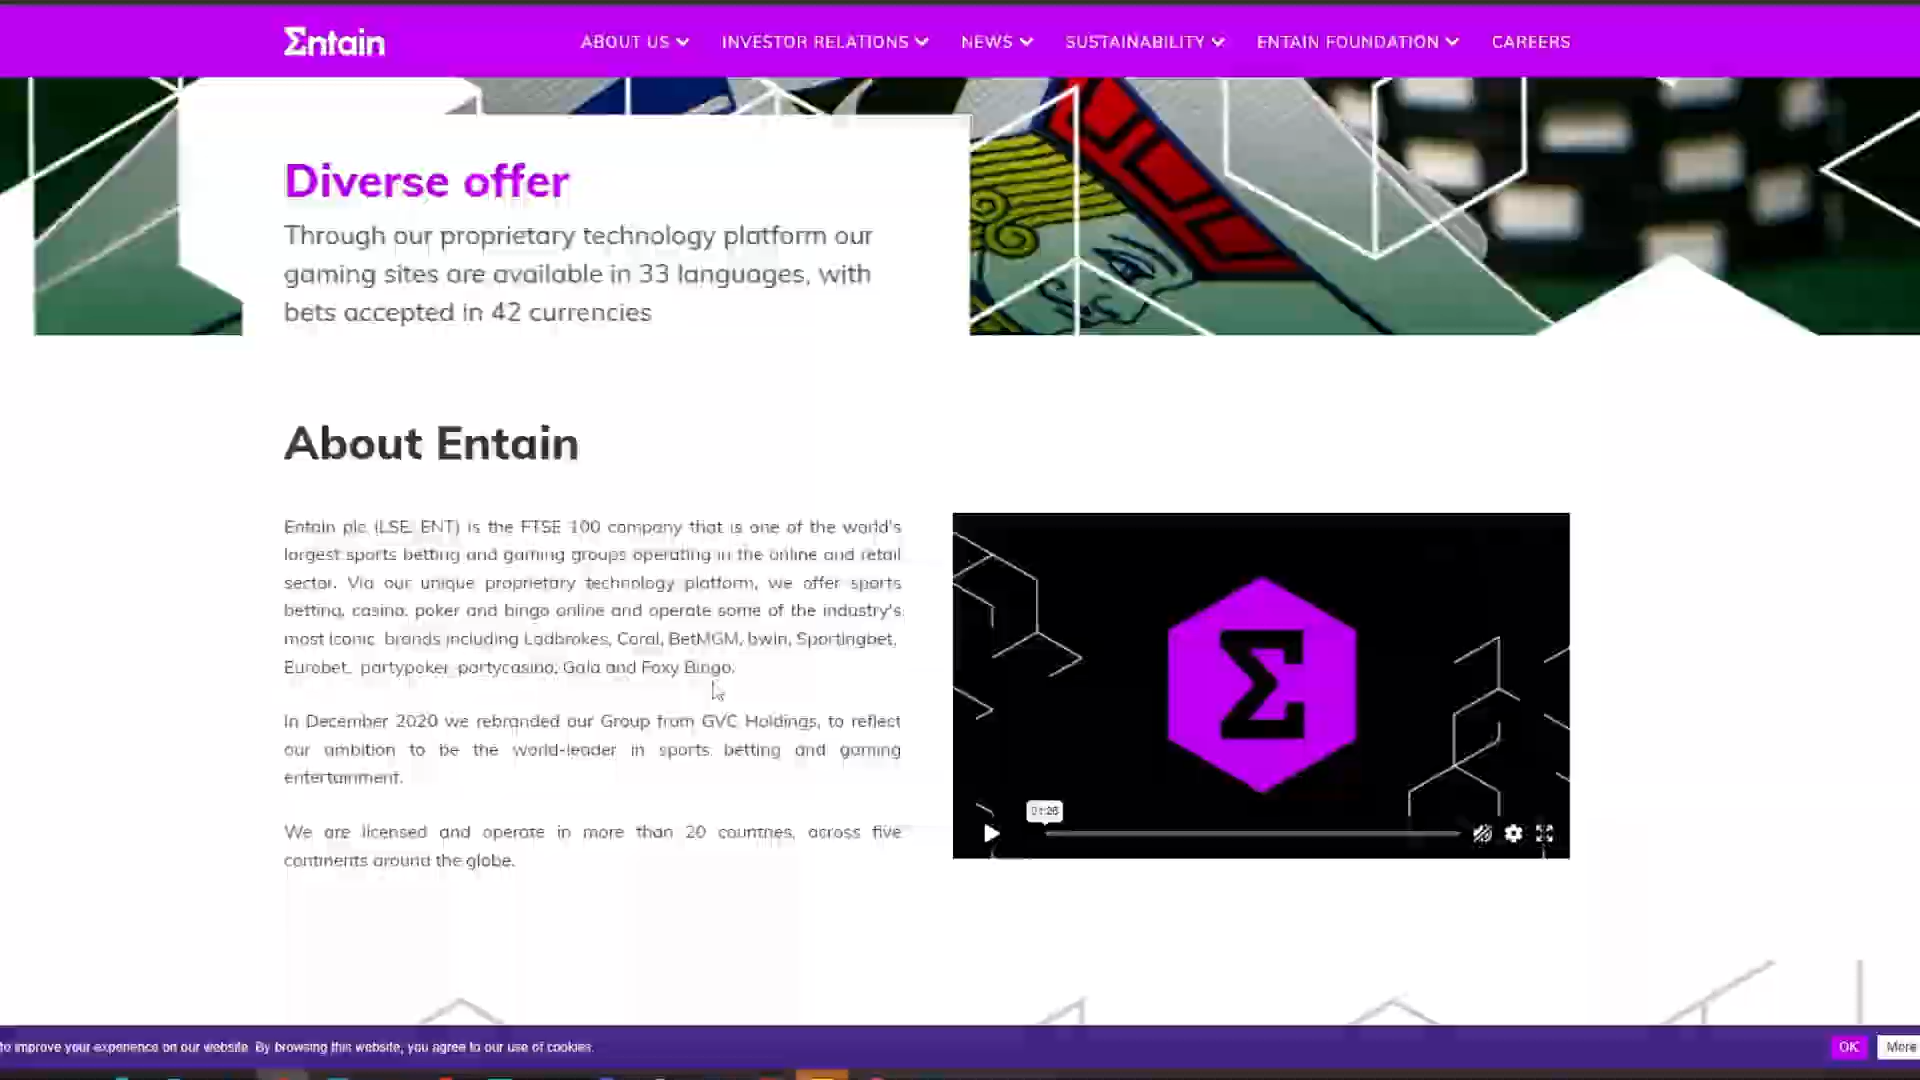 Σntain
ABOUT US
INVESTOR RELATIONS
NEWS
SUSTAINABILITY
ENTAIN FOUNDATION
CAREERS
Diverse offer
Through our proprietary technology platform our
gaming sites are available in 33 languages, with
bets accepted in 42 currencies
About Entain
Entain plc (LSE: ENT) is the FTSE 100 company that is one of the world's
largest sports betting and gaming groups operating in the online and retail
sector. Via our unique proprietary technology platform, we offer sports
betting, casino, poker and bingo online and operate some of the industry's
most iconic brands including Ladbrokes, Coral, BetMGM, bwin, Sportingbet,
Eurobet, partypoker, partycasino, Gala and Foxy Bingo.
In December 2020 we rebranded our Group from GVC Holdings, to reflect
our ambition to be the world-leader in sports betting and gaming
entertainment.
We are licensed and operate in more than 20 countries, across five
continents around the globe.
Σ
01:26
to improve your experience on our website. By browsing this website, you agree to our use of cookies.
OK
More